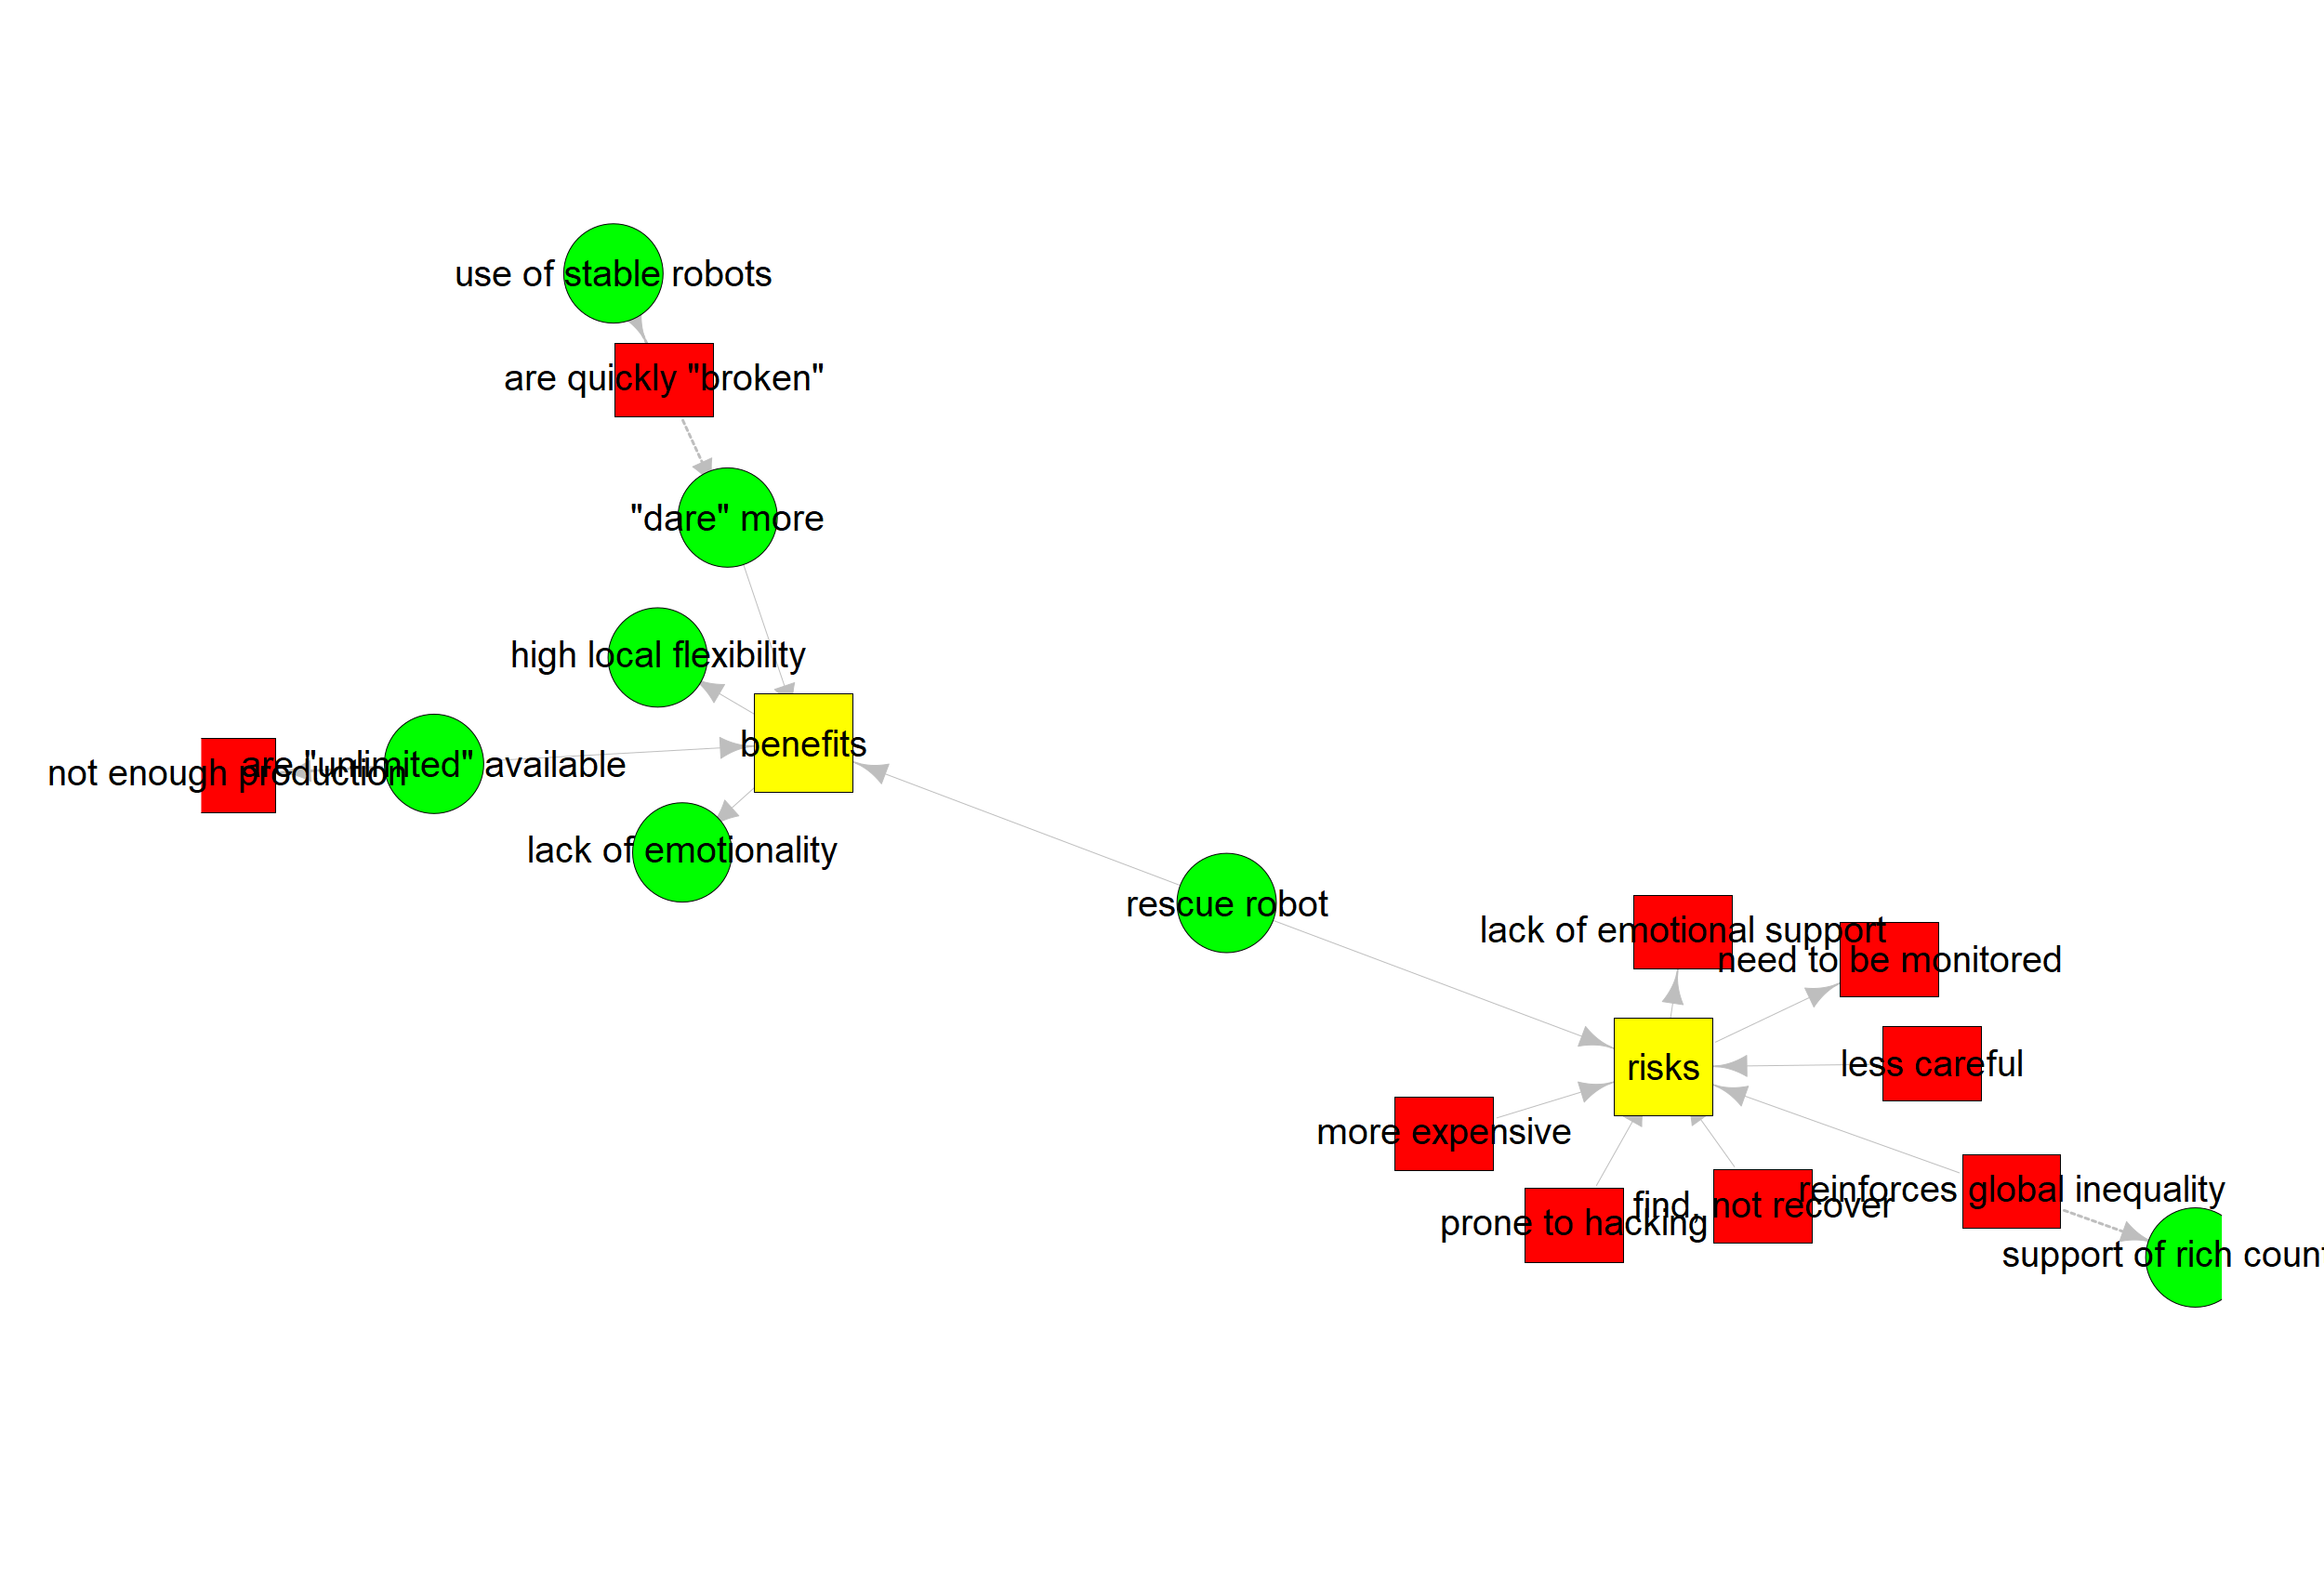 use of stable robots
are quickly "broken"
"dare" more
high local flexibility
benefits
are "unlimited" available
not enough production
lack of emotionality
rescue robot
lack of emotional support
need to be monitored
risks
less careful
more expensive
reinforces global inequality
find, not recover
prone to hacking
support of rich